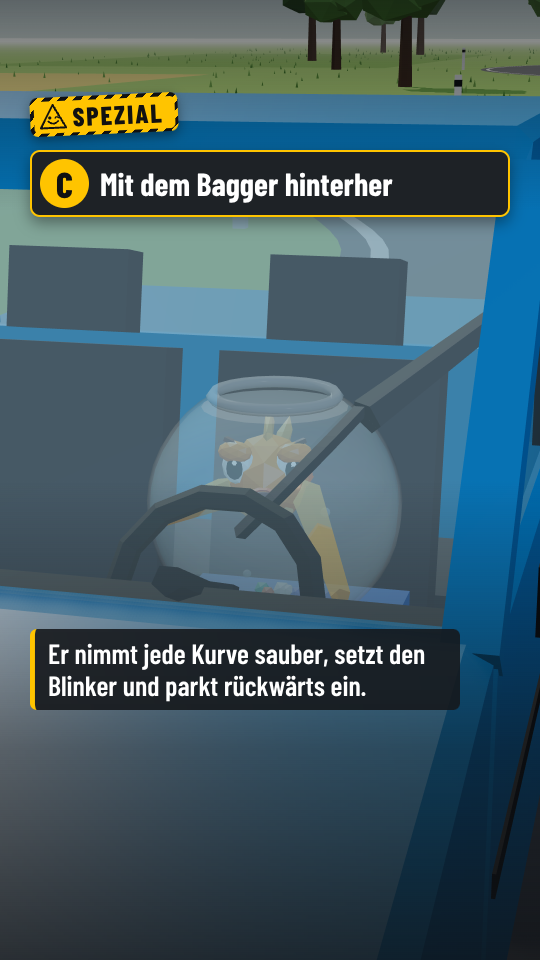 SPEZIAL
C Mit dem Bagger hinterher
Er nimmt jede Kurve sauber, setzt den
Blinker und parkt rückwärts ein.